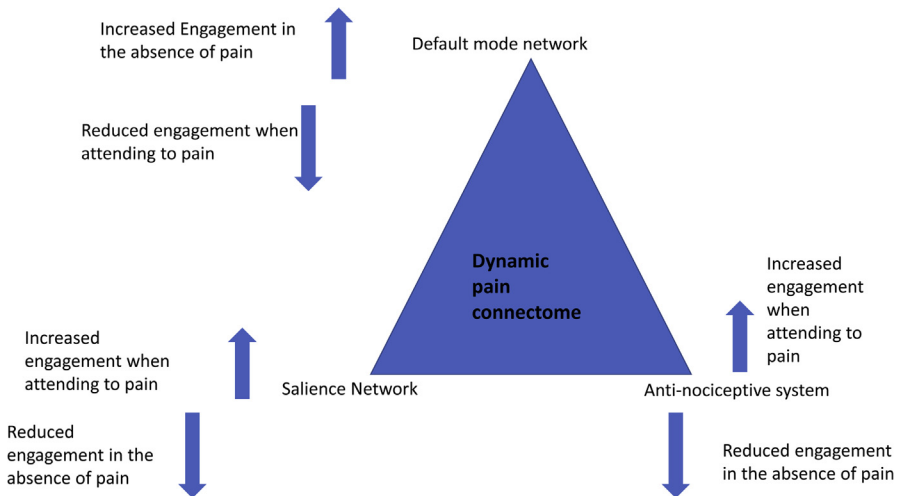 Increased Engagement in
the absence of pain
Default mode network
Reduced engagement when
attending to pain
Dynamic
pain
connectome
Increased
engagement
when
attending to
pain
Increased
engagement when
attending to pain
Salience Network
Anti-nociceptive system
Reduced
engagement in the
absence of pain
Reduced engagement
in the absence of pain